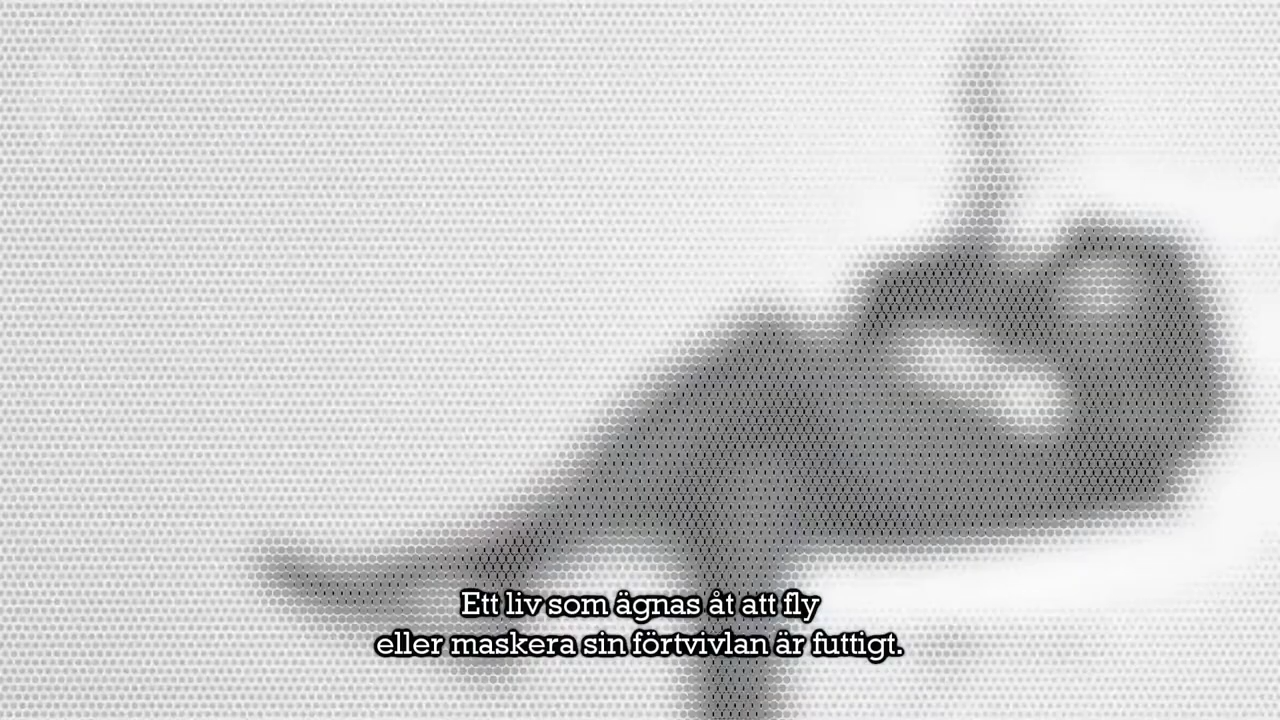 Ett liv som ägnas åt att fly
eller maskera sin förtvivlan är futtigt.